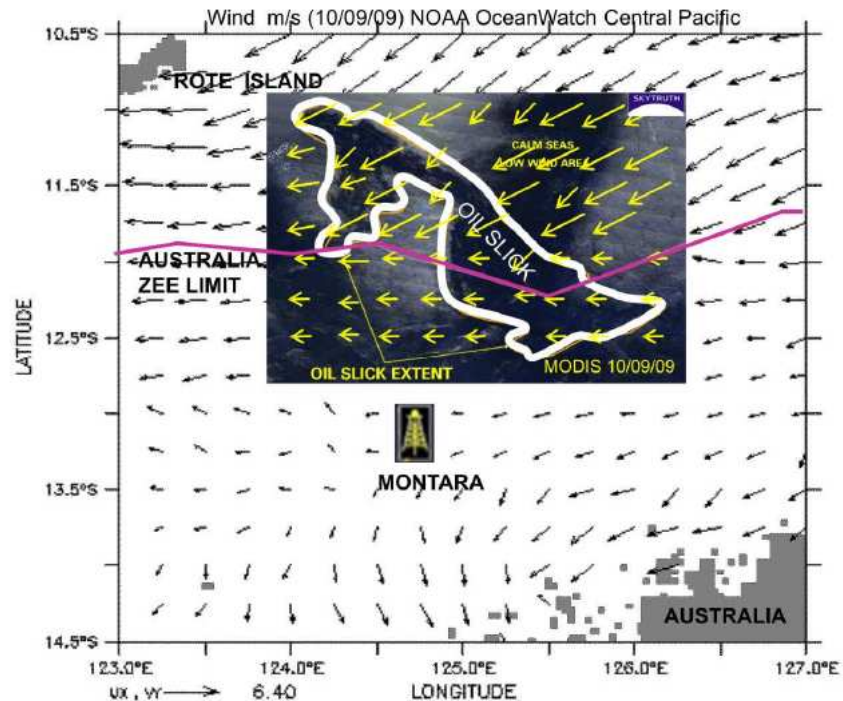 Wind m/s (10/09/09) NOAA OceanWatch Central Pacific
10.5°S
ROTE ISLAND
SKYTRUTH
CALM SEAS
LOW WIND AREA
11.5°S
OIL SLICK
AUSTRALIA
ZEE LIMIT
LATITUDE
12.5°S
OIL SLICK EXTENT
MODIS 10/09/09
MONTARA
13.5°S
AUSTRALIA
14.5°S
123.0°E
124.0°E
125.0°E
126.0°E
127.0°E
UX , VY
6.40
LONGITUDE